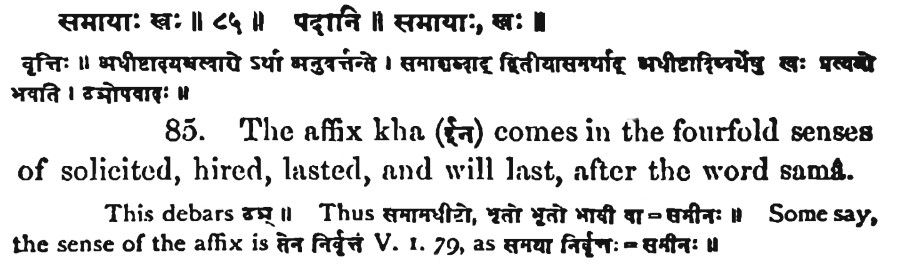 समायाः खः ॥ ८५ ॥ पदानि ॥ समायाः, खः ॥
वृत्तिः ॥ अधीष्टादयश्चत्वारो ऽर्था अनुवर्त्तन्ते । समाशब्दाद् द्वितीयासमर्थाद् अधीष्टादिष्वर्थेषु खः प्रत्ययो
भवति । ठञोपवादः ॥
85. The affix kha (ईन) comes in the fourfold senses
of solicited, hired, lasted, and will last, after the word samâ.
This debars ठञ् ॥ Thus समामधीष्टो, भृतो भूतो भावी वा = समीनः ॥ Some say,
the sense of the affix is तेन निर्वृत्तं V. 1. 79, as समया निर्वृत्तः = समीनः ॥